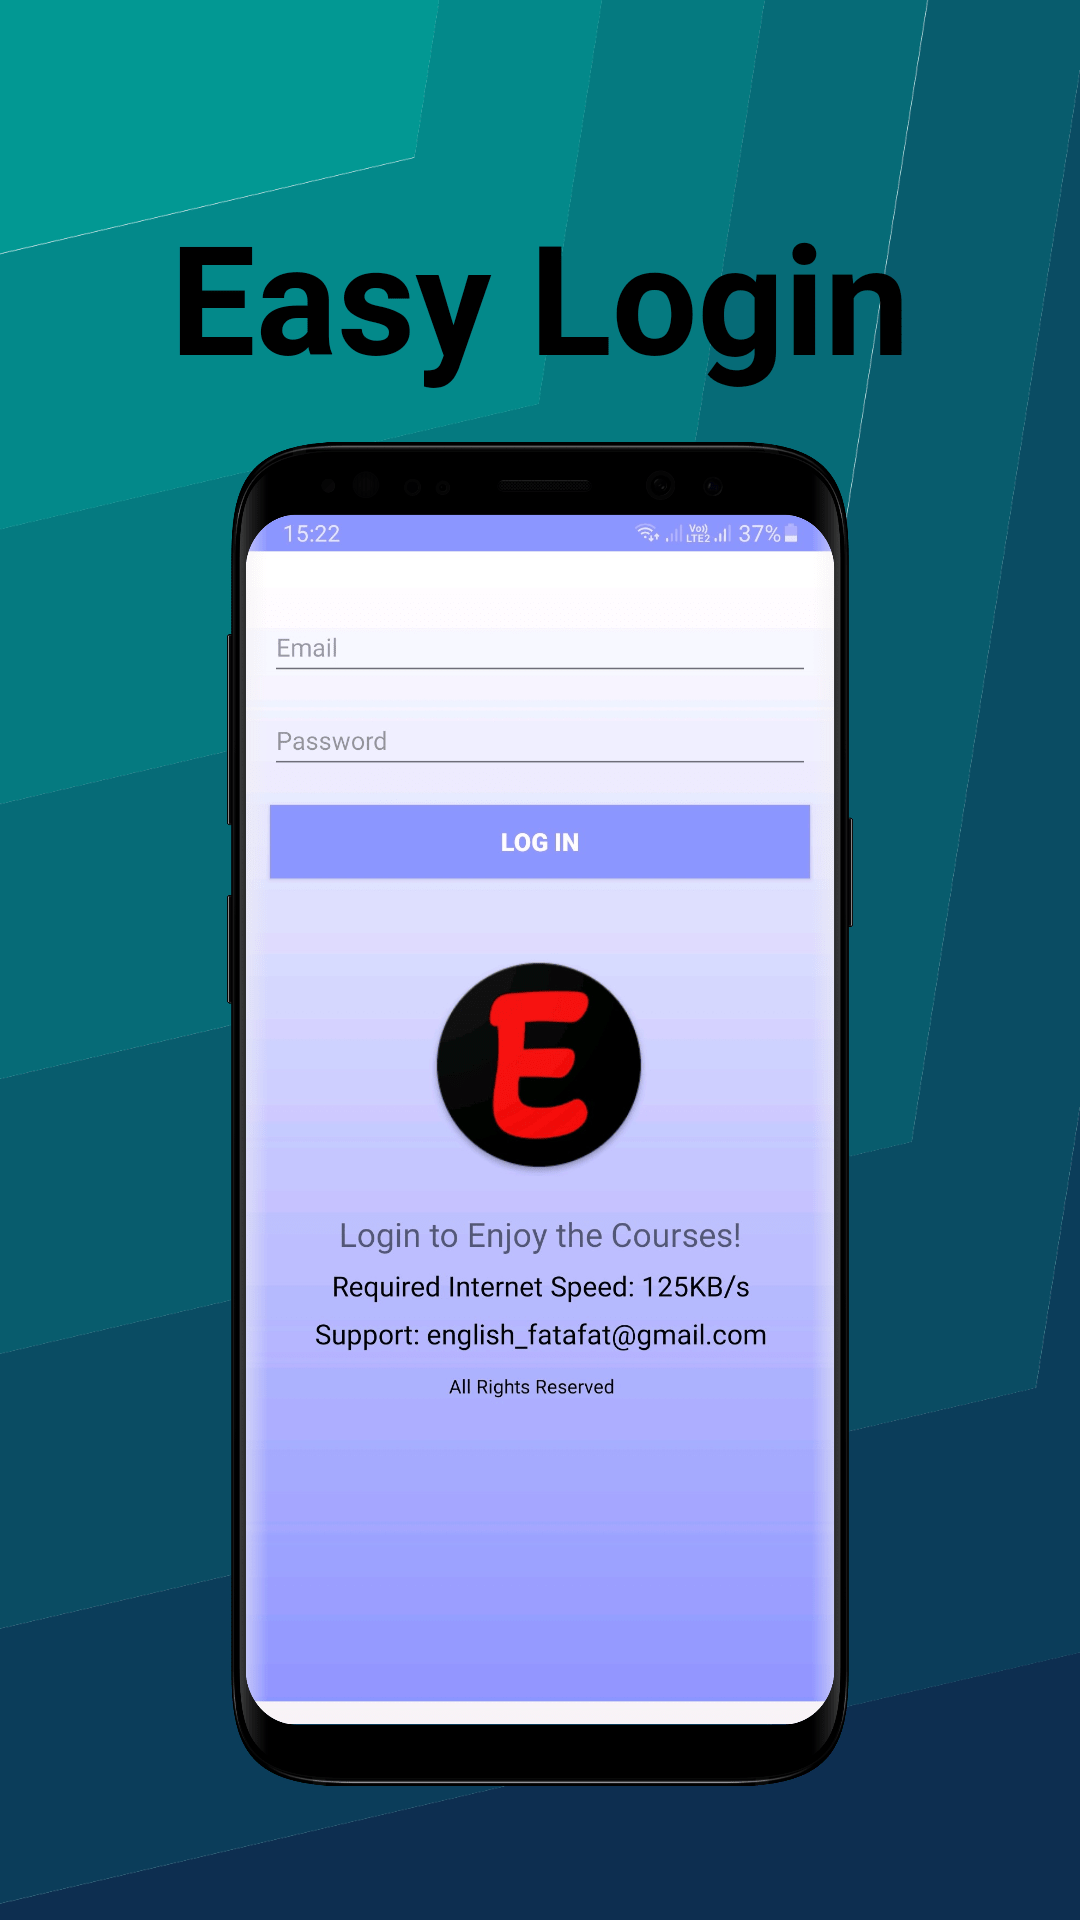 Easy Login
15:22
Vo)) LTE2 37%
Email
Password
LOG IN
E
Login to Enjoy the Courses!
Required Internet Speed: 125KB/s
Support: english_fatafat@gmail.com
All Rights Reserved